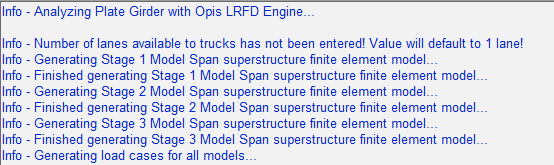 Info - Analyzing Plate Girder with Opis LRFD Engine...
Info - Number of lanes available to trucks has not been entered! Value will default to 1 lane!
Info - Generating Stage 1 Model Span superstructure finite element model...
Info - Finished generating Stage 1 Model Span superstructure finite element model...
Info - Generating Stage 2 Model Span superstructure finite element model...
Info - Finished generating Stage 2 Model Span superstructure finite element model...
Info - Generating Stage 3 Model Span superstructure finite element model...
Info - Finished generating Stage 3 Model Span superstructure finite element model...
Info - Generating load cases for all models...